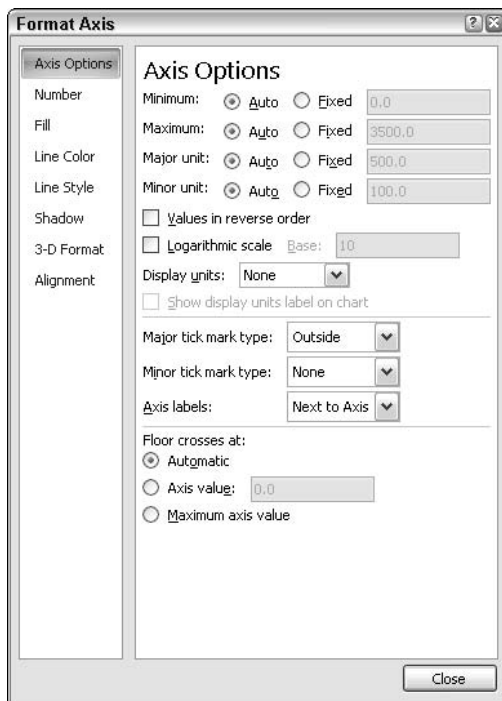 Format Axis
Axis Options
Number
Fill
Line Color
Line Style
Shadow
3-D Format
Alignment
Axis Options
Minimum: Auto Fixed 0.0
Maximum: Auto Fixed 3500.0
Major unit: Auto Fixed 500.0
Minor unit: Auto Fixed 100.0
Values in reverse order
Logarithmic scale Base: 10
Display units: None
Show display units label on chart
Major tick mark type: Outside
Minor tick mark type: None
Axis labels: Next to Axis
Floor crosses at:
Automatic
Axis value: 0.0
Maximum axis value
Close